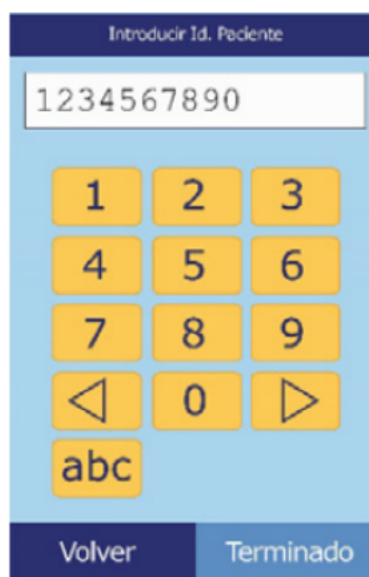 Introducir Id. Paciente
1234567890
1 2 3
4 5 6
7 8 9
0
abc
Volver Terminado